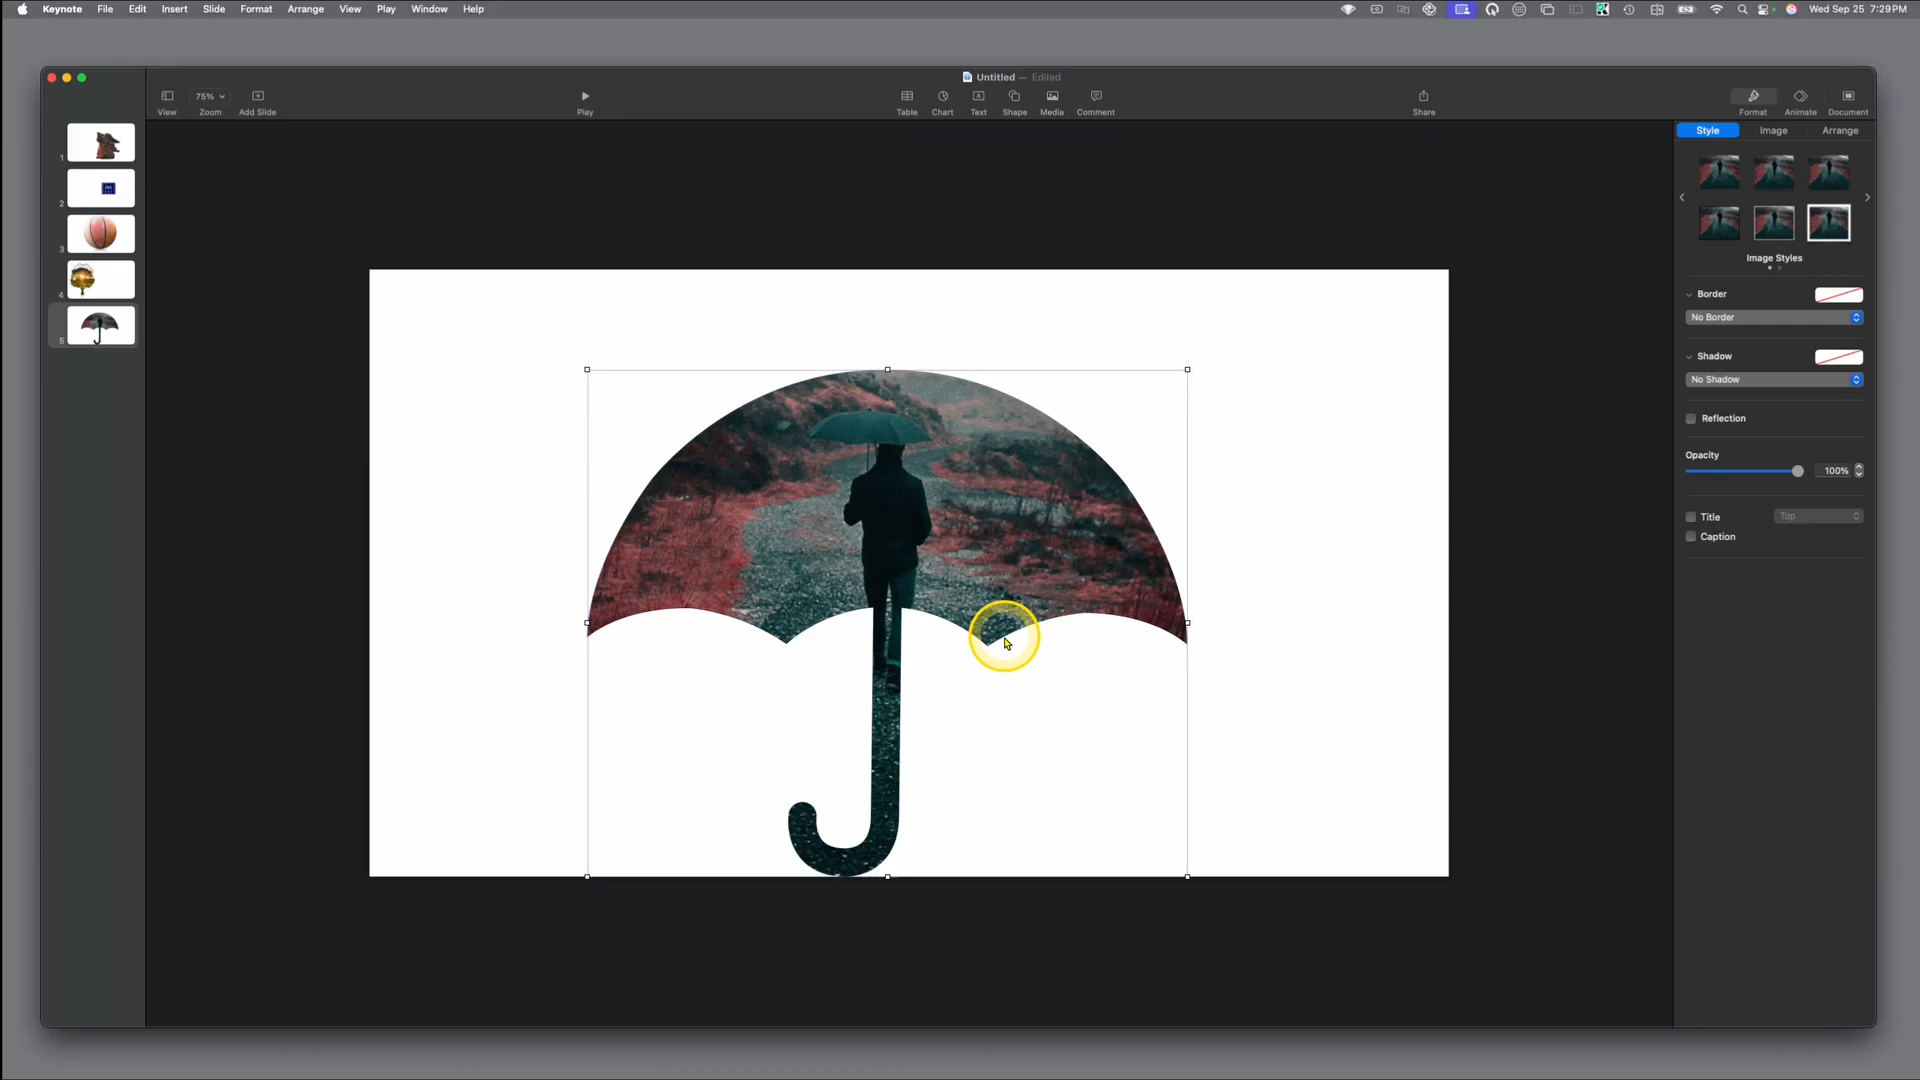 Keynote File Edit Insert Slide Format Arrange View Play Window Help
Wed Sep 25 7:29 PM
Untitled — Edited
75%
View Zoom Add Slide Play Table Chart Text Shape Media Comment Share Format Animate Document
Style Image Arrange
1
2
3
4
5
Image Styles
Border
No Border
Shadow
No Shadow
Reflection
Opacity
100%
Title Top
Caption